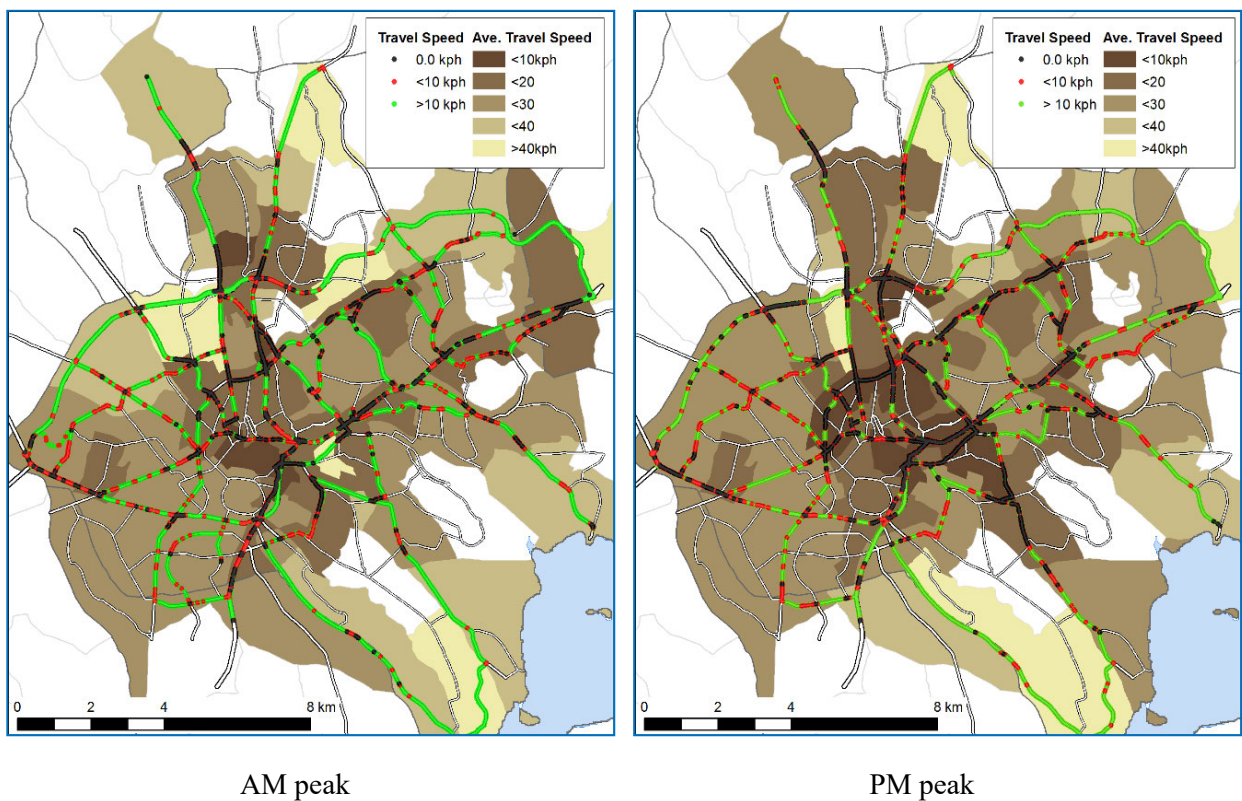 Travel Speed Ave. Travel Speed
0.0 kph <10kph
<10 kph <20
>10 kph <30
<40
>40kph
0 2 4 8 km
Travel Speed Ave. Travel Speed
0.0 kph <10kph
<10 kph <20
> 10 kph <30
<40
>40kph
0 2 4 8 km
AM peak PM peak